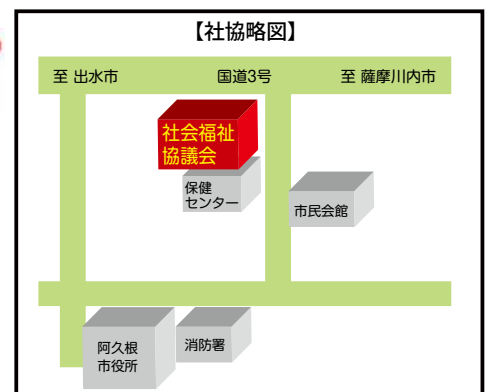 【社協略図】
至 出水市
国道3号
至 薩摩川内市
社会福祉
協議会
保健
センター
市民会館
阿久根
市役所
消防署